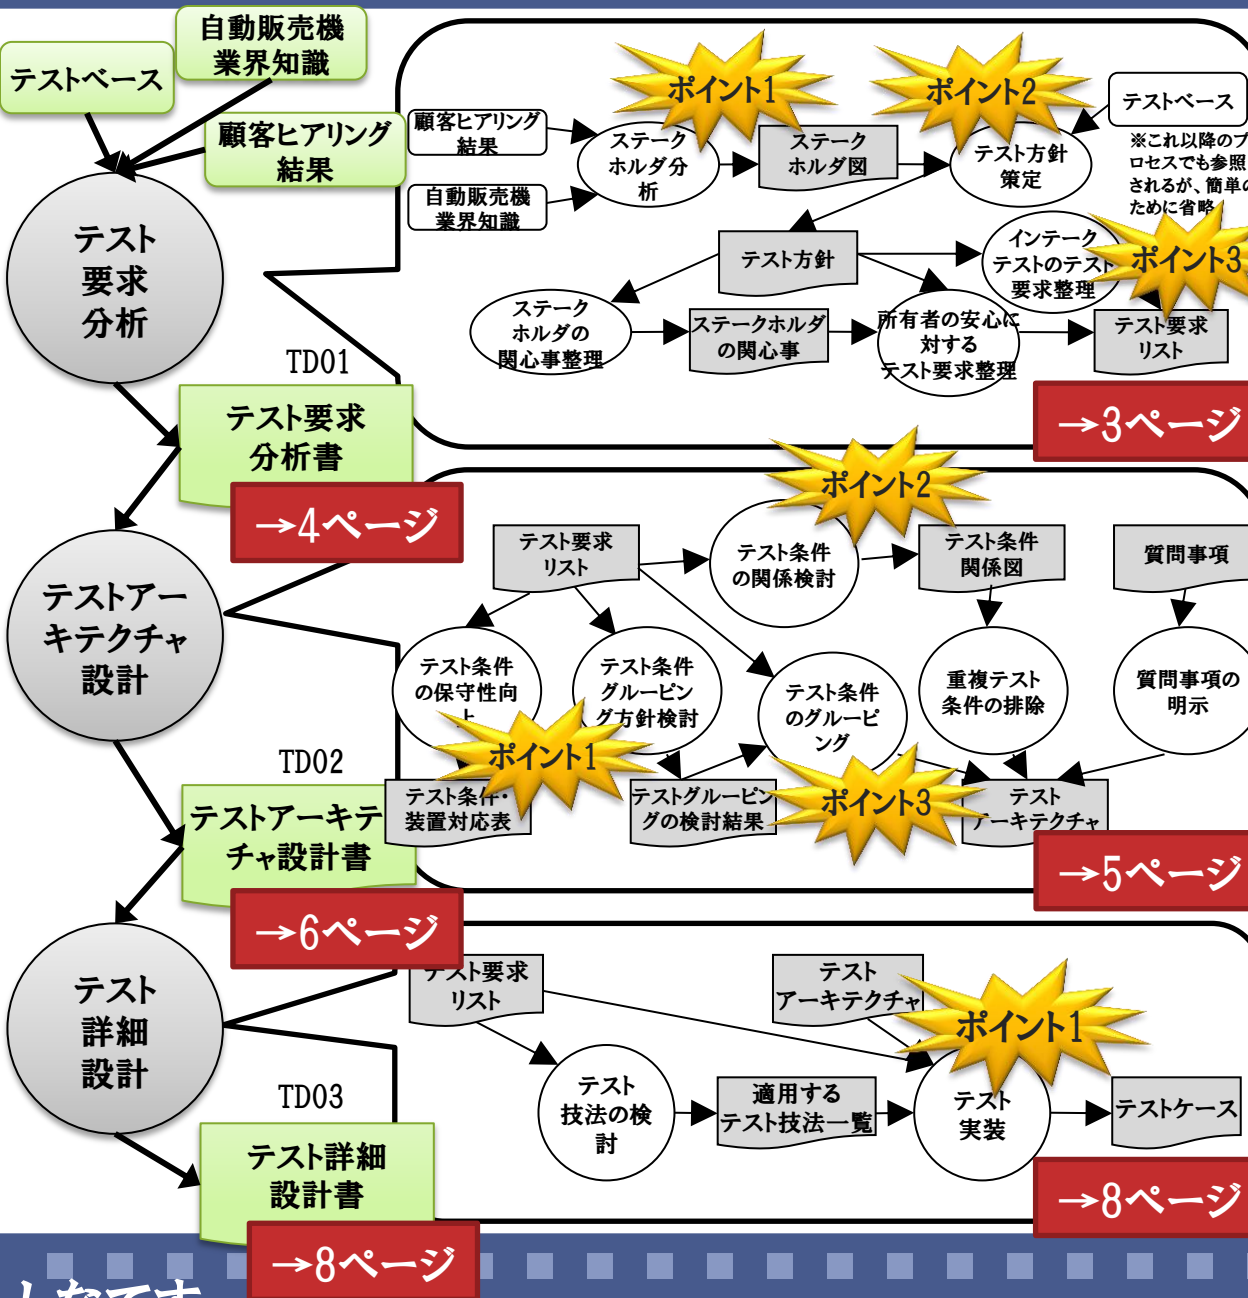 自動販売機
業界知識
テストベース
顧客ヒアリング
結果
テスト
要求
分析
TD01
テスト要求
分析書
→4ページ
テストアー
キテクチャ
設計
TD02
テストアーキテ
チャ設計書
→6ページ
テスト
詳細
設計
TD03
テスト詳細
設計書
→8ページ
ポイント1
ポイント2
顧客ヒアリング
結果
自動販売機
業界知識
ステーク
ホルダ分
析
ステーク
ホルダ図
テスト方針
策定
テストベース
※これ以降のプ
ロセスでも参照
されるが、簡単の
ために省略
テスト方針
インテーク
テストのテスト
要求整理
ポイント3
ステーク
ホルダの
関心事整理
ステークホルダ
の関心事
所有者の安心に
対する
テスト要求整理
テスト要求
リスト
→3ページ
ポイント2
テスト要求
リスト
テスト条件
の関係検討
テスト条件
関係図
質問事項
テスト条件
の保守性向
上
テスト条件
グルーピン
グ方針検討
テスト条件
のグルーピ
ング
重複テスト
条件の排除
質問事項の
明示
ポイント1
ポイント3
テスト条件・
装置対応表
テストグルーピン
グの検討結果
テスト
アーキテクチャ
→5ページ
テスト要求
リスト
テスト
アーキテクチャ
ポイント1
テスト
技法の検
討
適用する
テスト技法一覧
テスト
実装
テストケース
→8ページ